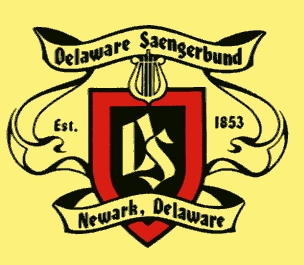 Delaware Saengerbund
Est. 1853
DS
Newark, Delaware